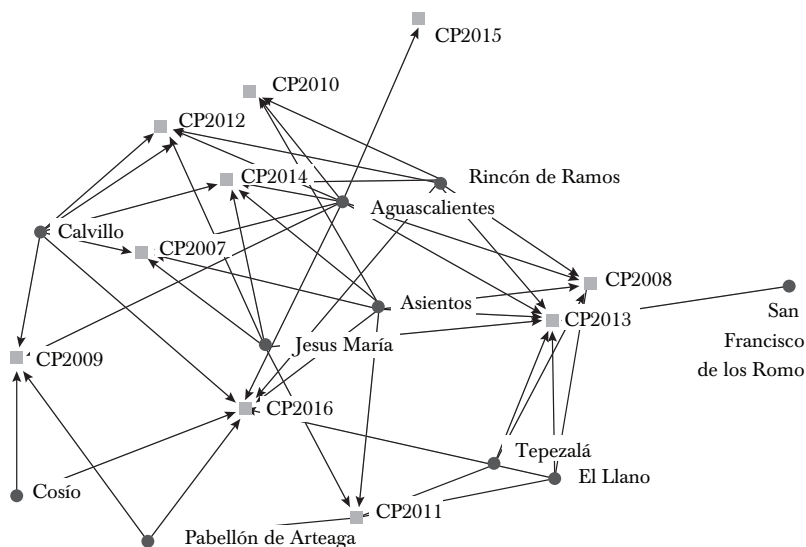 CP2015
CP2010
CP2012
CP2014
Rincón de Ramos
Aguascalientes
Calvillo
CP2007
CP2008
Asientos
San
Francisco
de los Romo
CP2013
Jesus María
CP2009
CP2016
Tepezalá
El Llano
Cosío
CP2011
Pabellón de Arteaga